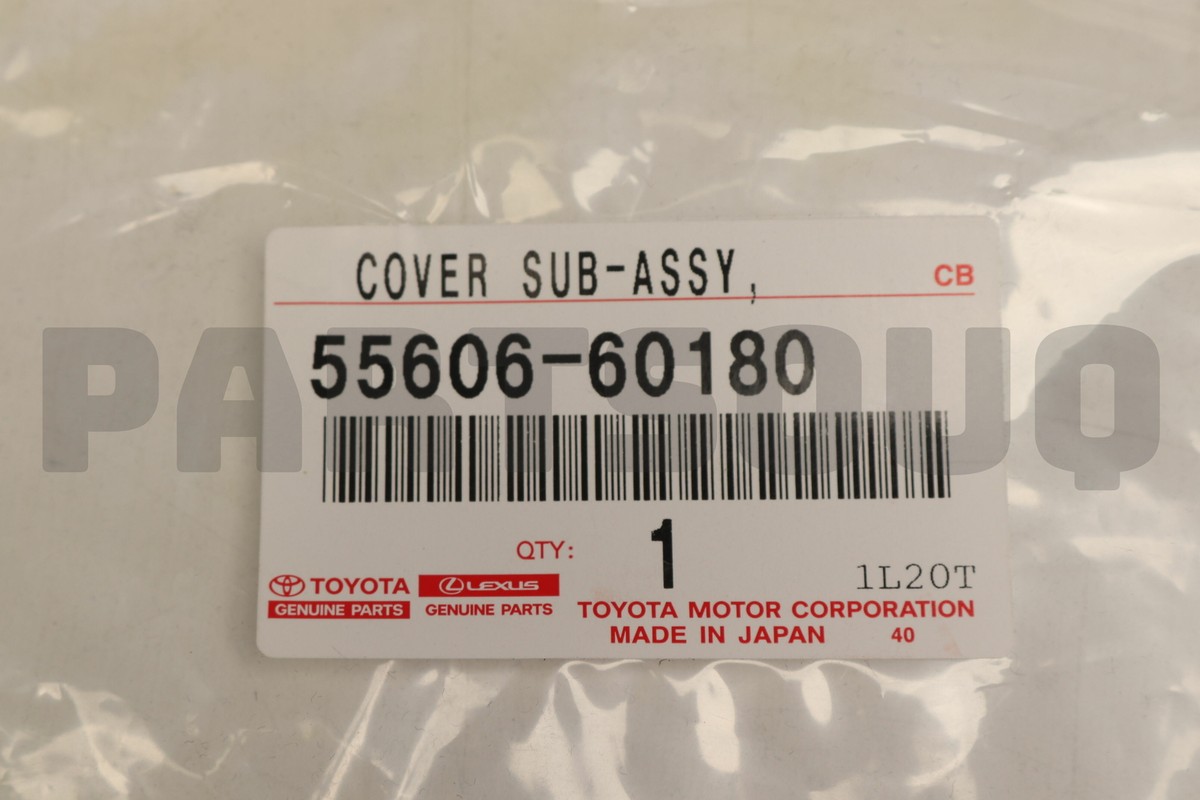 COVER SUB-ASSY,
CB
55606-60180
PARTSOUQ
QTY: 1
1L20T
TOYOTA
GENUINE PARTS
LEXUS
GENUINE PARTS
TOYOTA MOTOR CORPORATION
MADE IN JAPAN 40